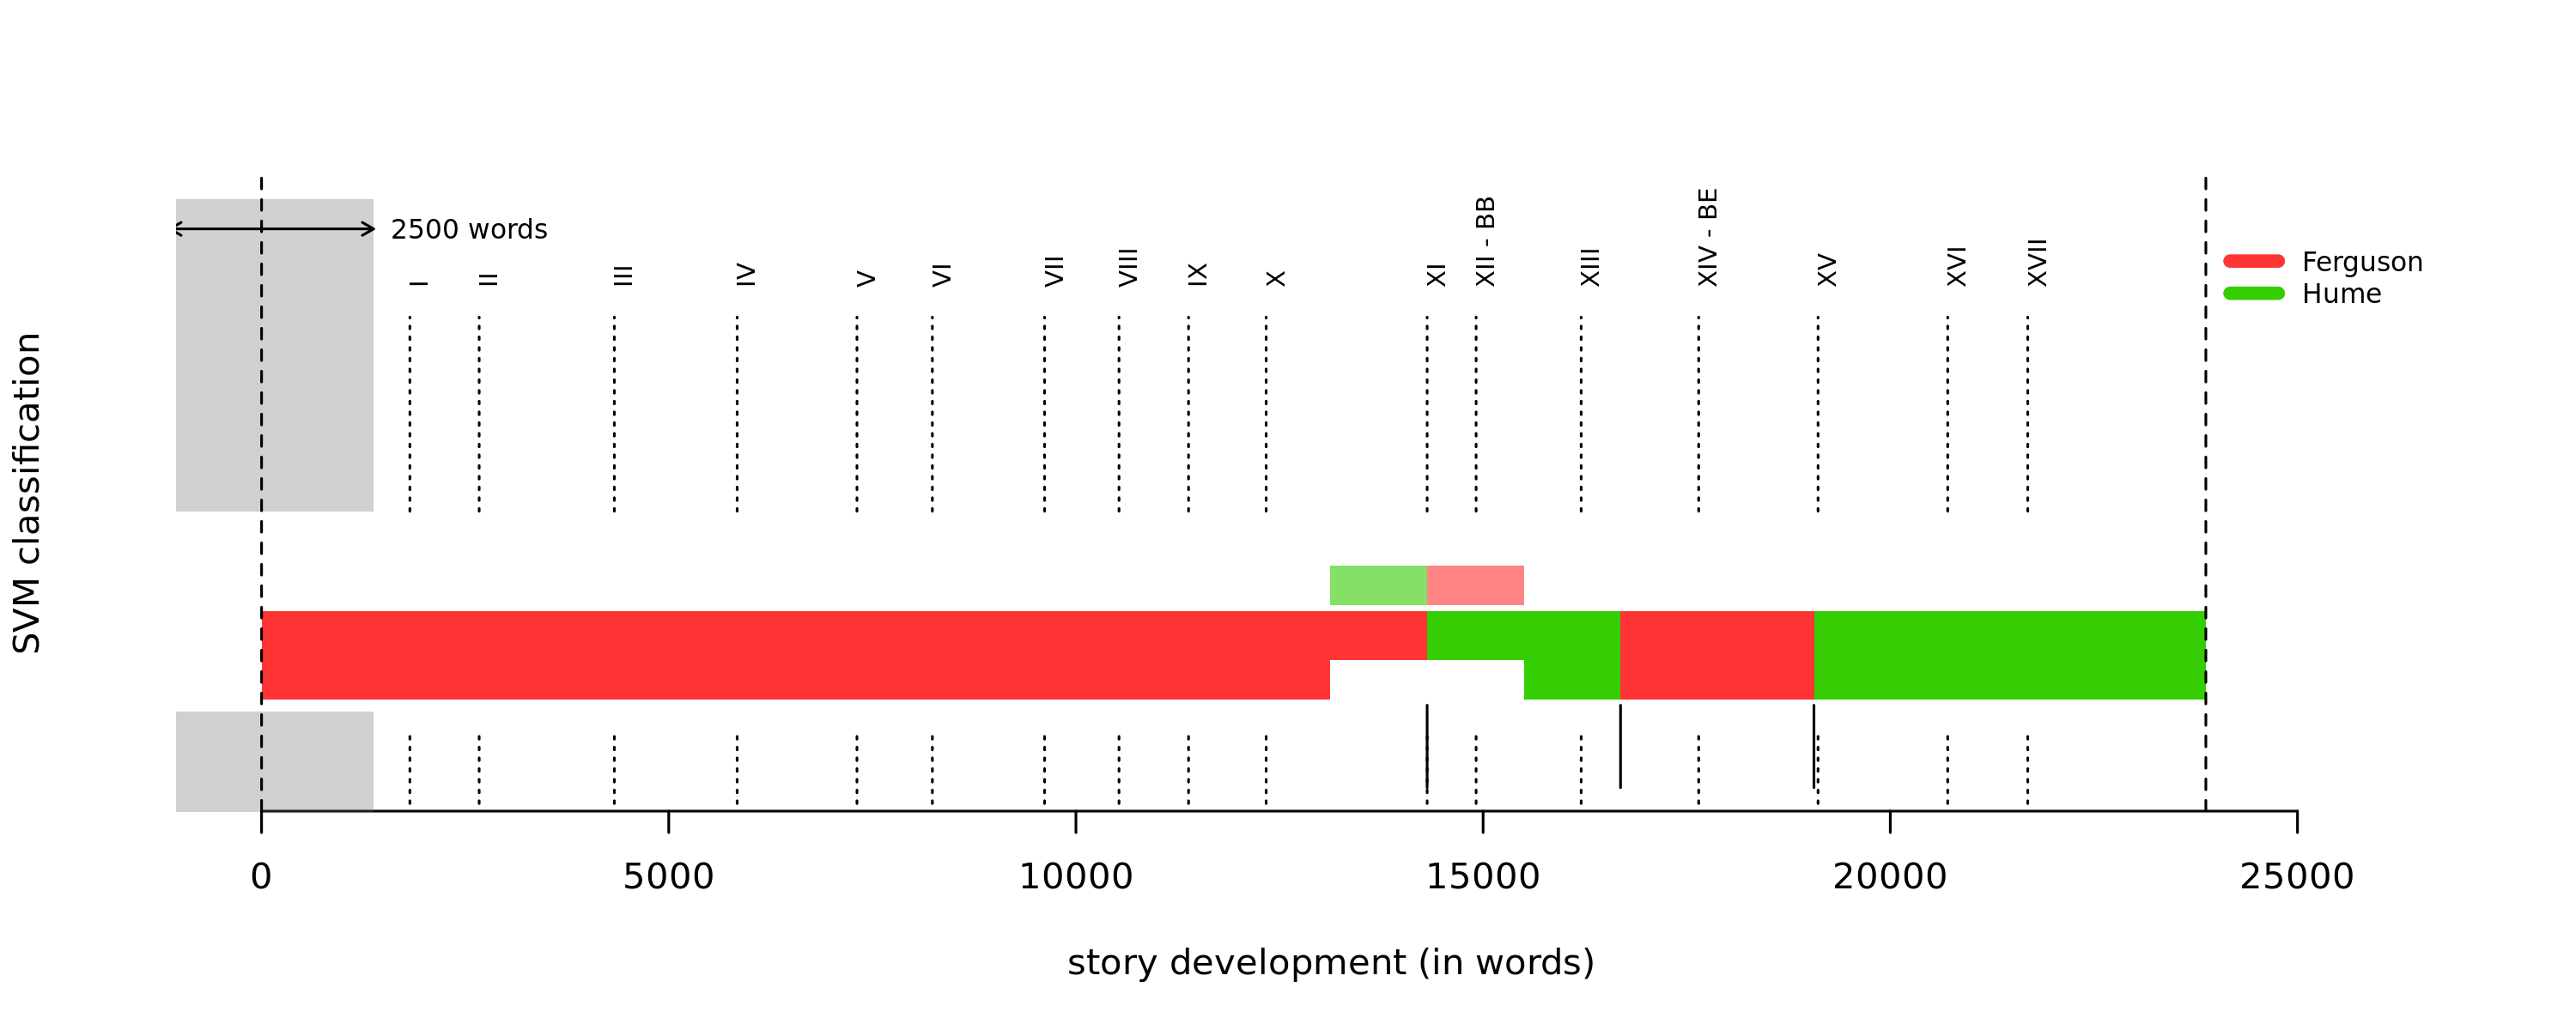 2500 words
I
II
III
IV
V
VI
VII
VIII
IX
X
XI
XII - BB
XIII
XIV - BE
XV
XVI
XVII
Ferguson
Hume
SVM classification
0
5000
10000
15000
20000
25000
story development (in words)